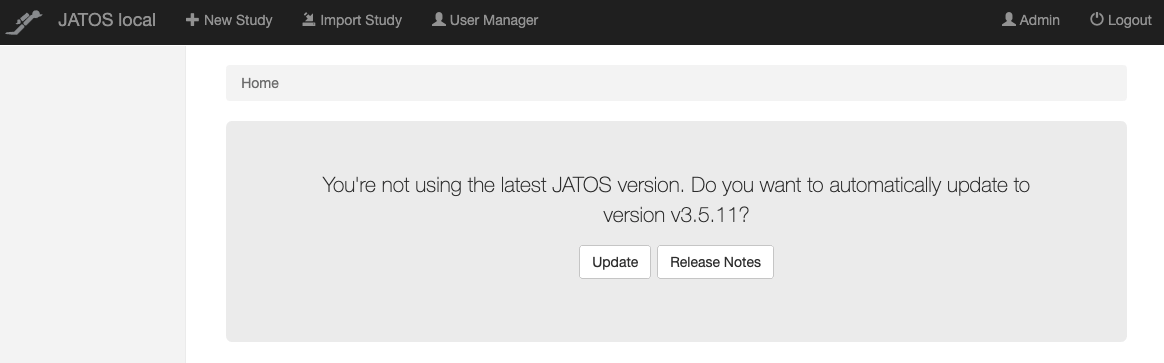 JATOS local New Study Import Study User Manager Admin Logout
Home
You're not using the latest JATOS version. Do you want to automatically update to
version v3.5.11?
Update Release Notes